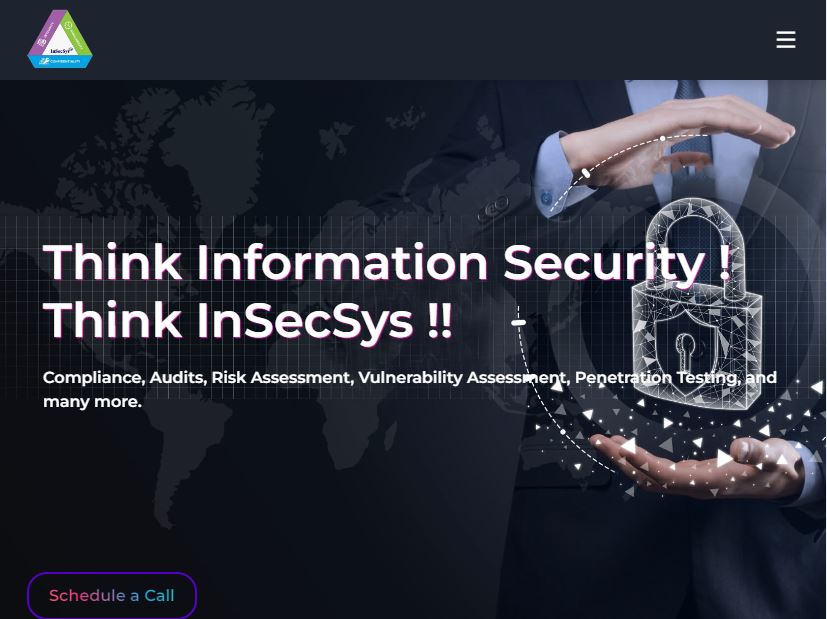 InSecSys
CONFIDENTIALITY
Think Information Security !
Think InSecSys !!
Compliance, Audits, Risk Assessment, Vulnerability Assessment, Penetration Testing, and
many more.
Schedule a Call